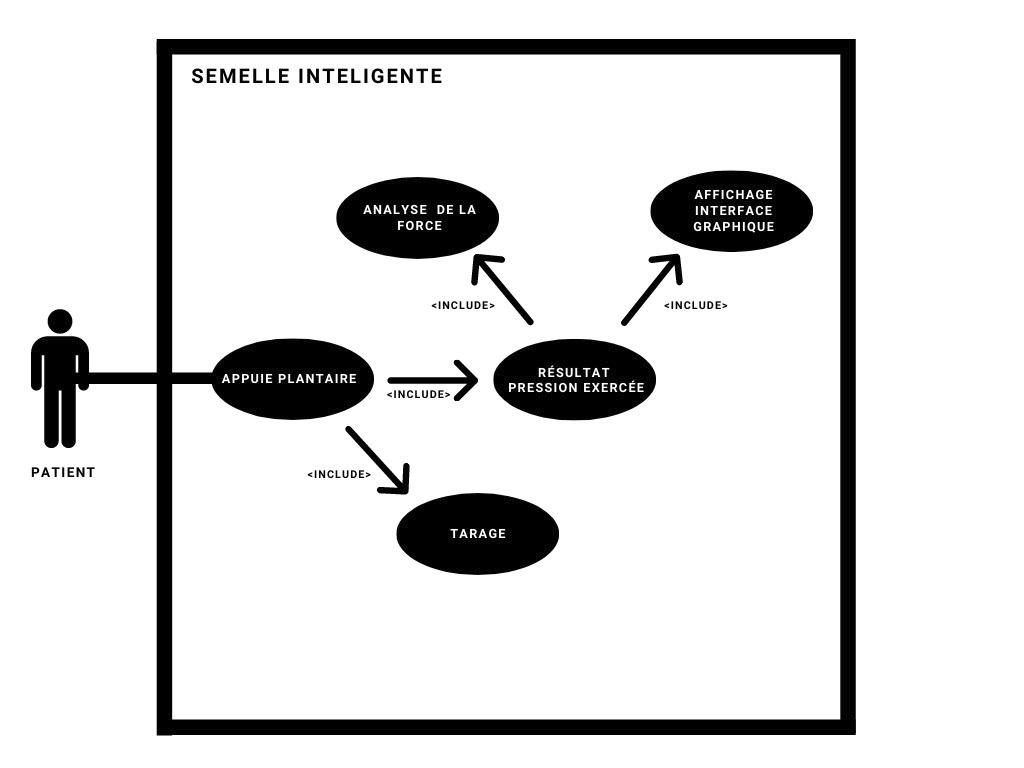 SEMELLE INTELIGENTE
ANALYSE DE LA
FORCE
AFFICHAGE
INTERFACE
GRAPHIQUE
<INCLUDE>
<INCLUDE>
APPUIE PLANTAIRE
<INCLUDE>
RÉSULTAT
PRESSION EXERCÉE
PATIENT
<INCLUDE>
TARAGE